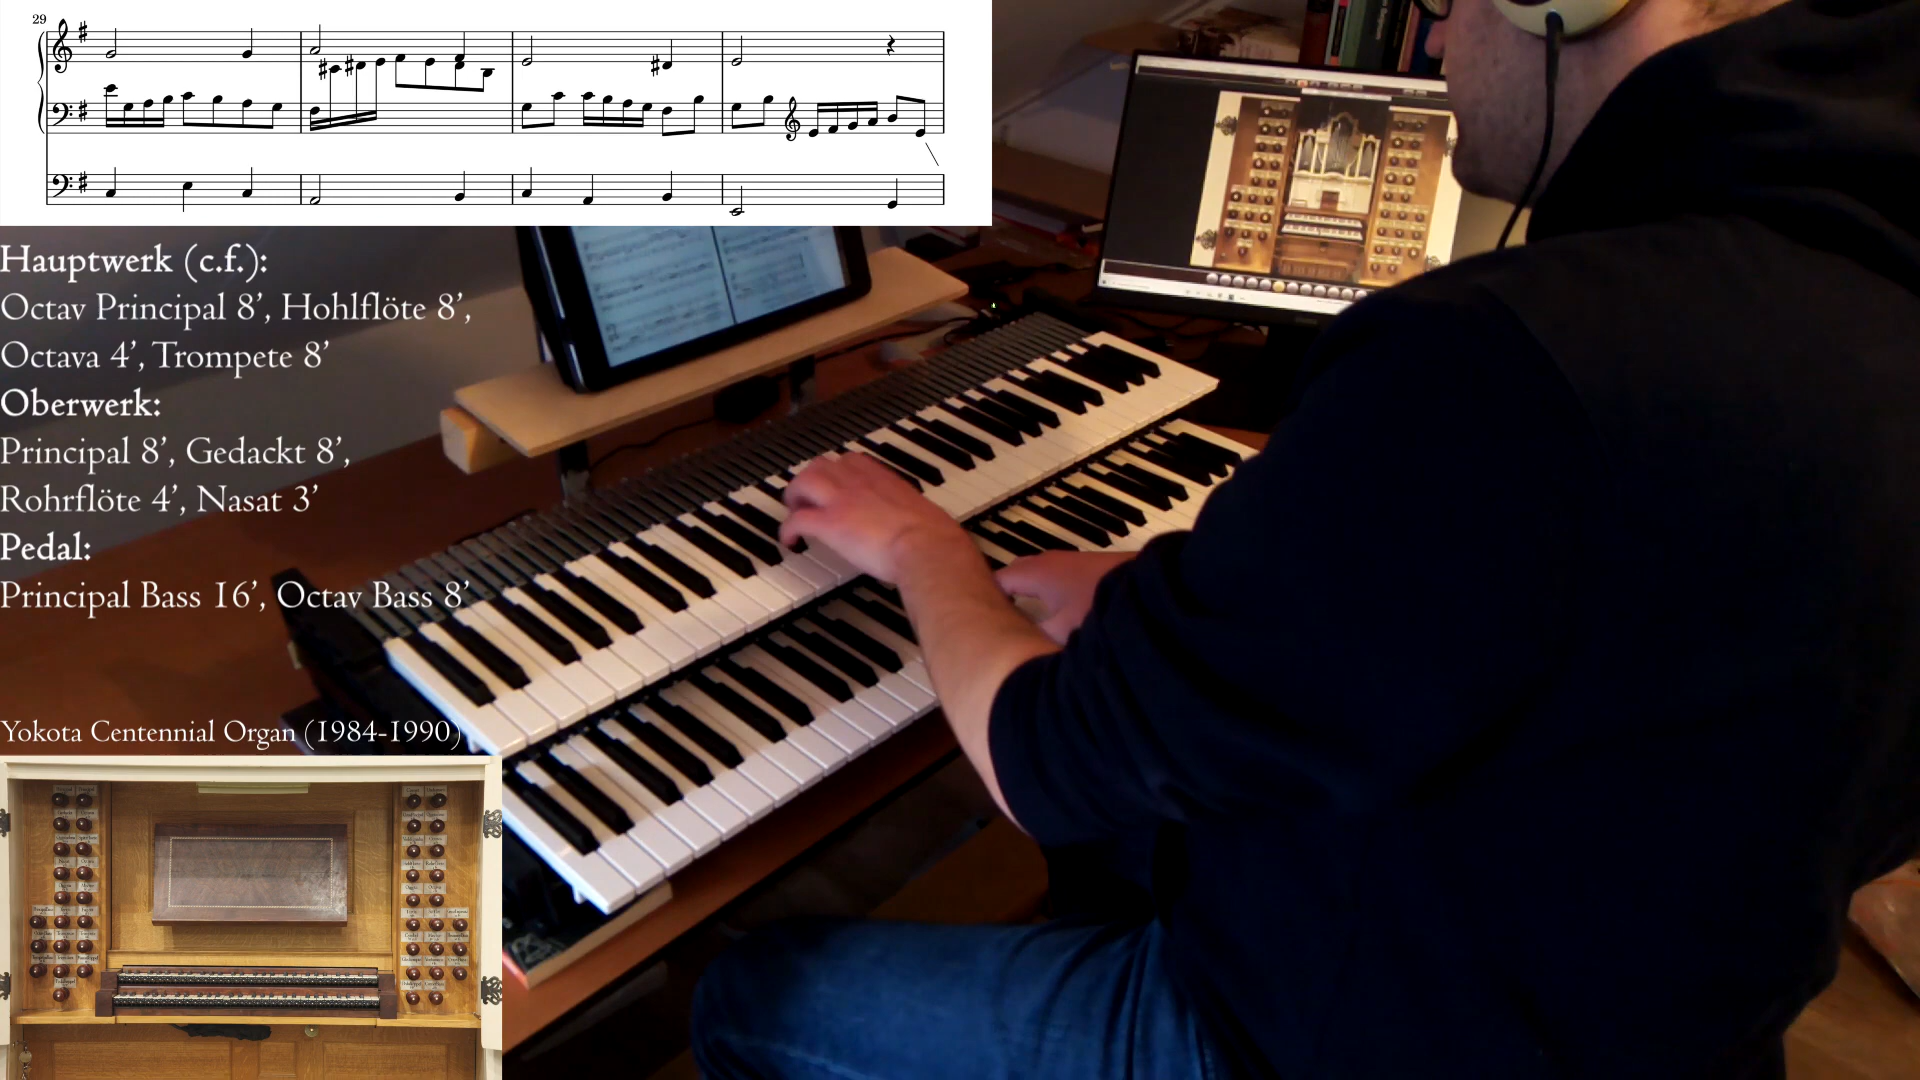 29
Hauptwerk (c.f.):
Octav Principal 8’, Hohlflöte 8’,
Octava 4’, Trompete 8’
Oberwerk:
Principal 8’, Gedackt 8’,
Rohrflöte 4’, Nasat 3’
Pedal:
Principal Bass 16’, Octav Bass 8’
Yokota Centennial Organ (1984-1990)